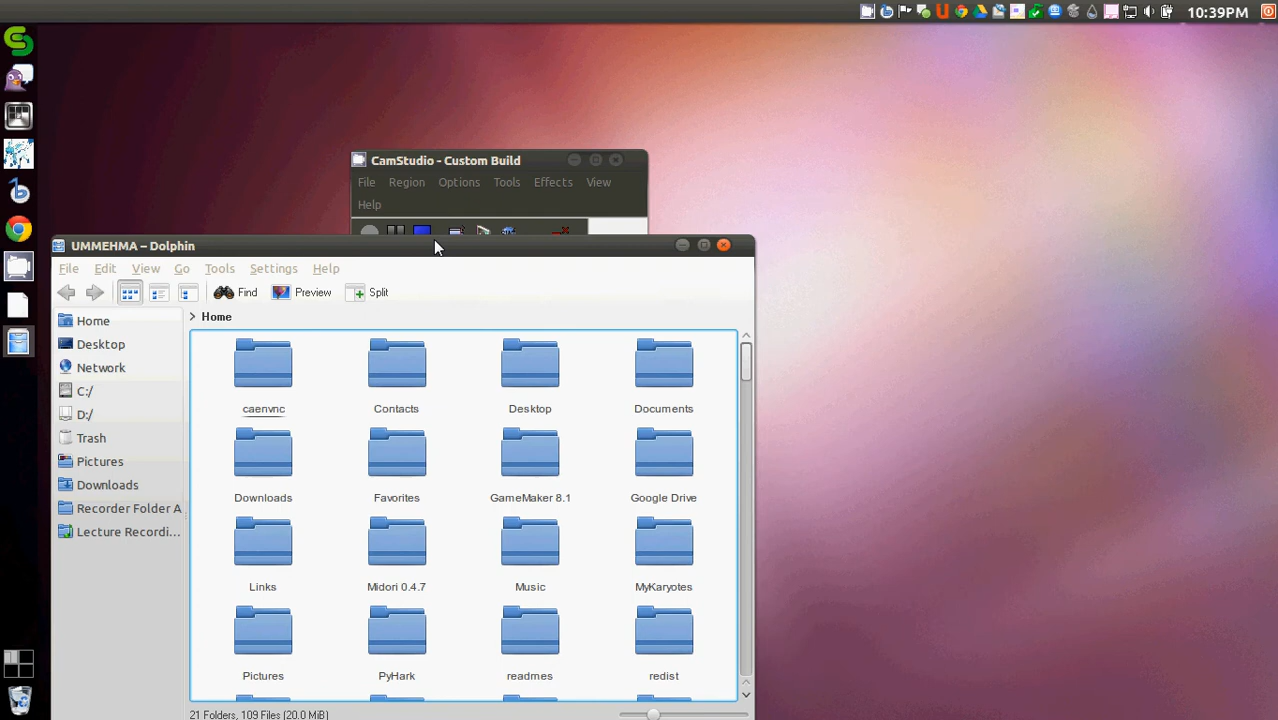 10:39PM
CamStudio - Custom Build
File Region Options Tools Effects View
Help
UMMEHMA – Dolphin
File Edit View Go Tools Settings Help
Find Preview Split
> Home
Home
Desktop
Network
C:/
D:/
Trash
Pictures
Downloads
Recorder Folder A
Lecture Recordi...
caenvnc Contacts Desktop Documents
Downloads Favorites GameMaker 8.1 Google Drive
Links Midori 0.4.7 Music MyKaryotes
Pictures PyHark readmes redist
21 Folders, 109 Files (20.0 MiB)